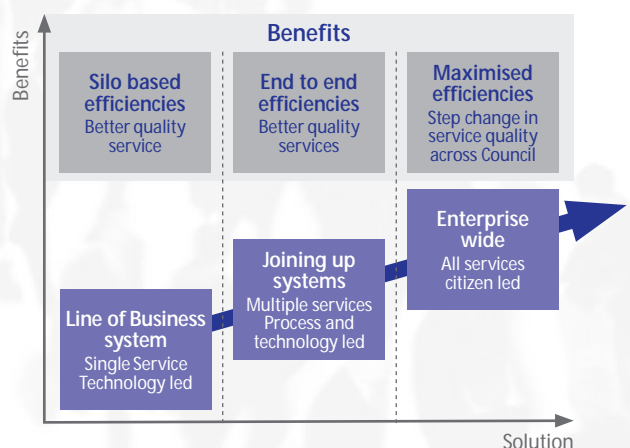 Benefits
Benefits
Silo based
efficiencies
Better quality
service
End to end
efficiencies
Better quality
services
Maximised
efficiencies
Step change in
service quality
across Council
Line of Business
system
Single Service
Technology led
Joining up
systems
Multiple services
Process and
technology led
Enterprise
wide
All services
citizen led
Solution